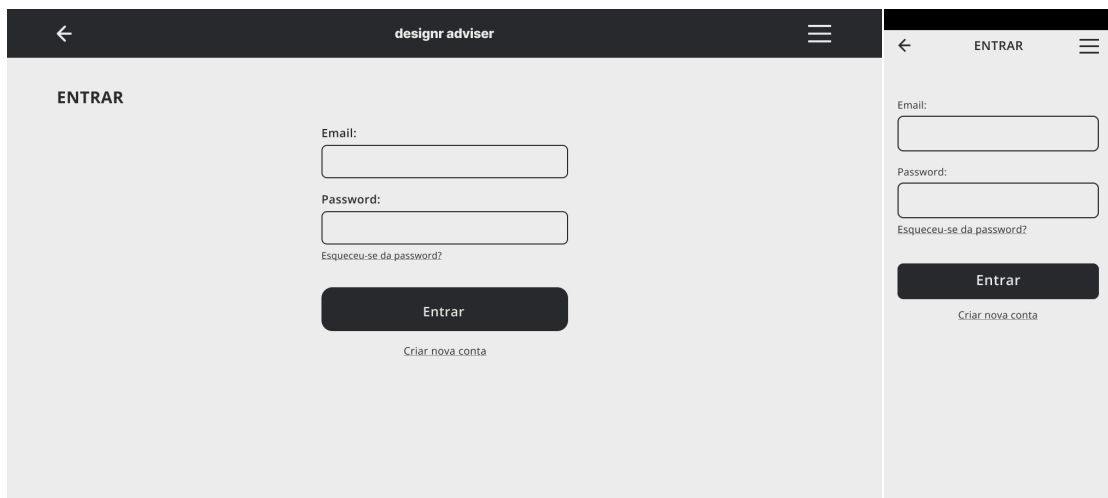 designr adviser
ENTRAR
Email:
Password:
Esqueceu-se da password?
Entrar
Criar nova conta
ENTRAR
Email:
Password:
Esqueceu-se da password?
Entrar
Criar nova conta